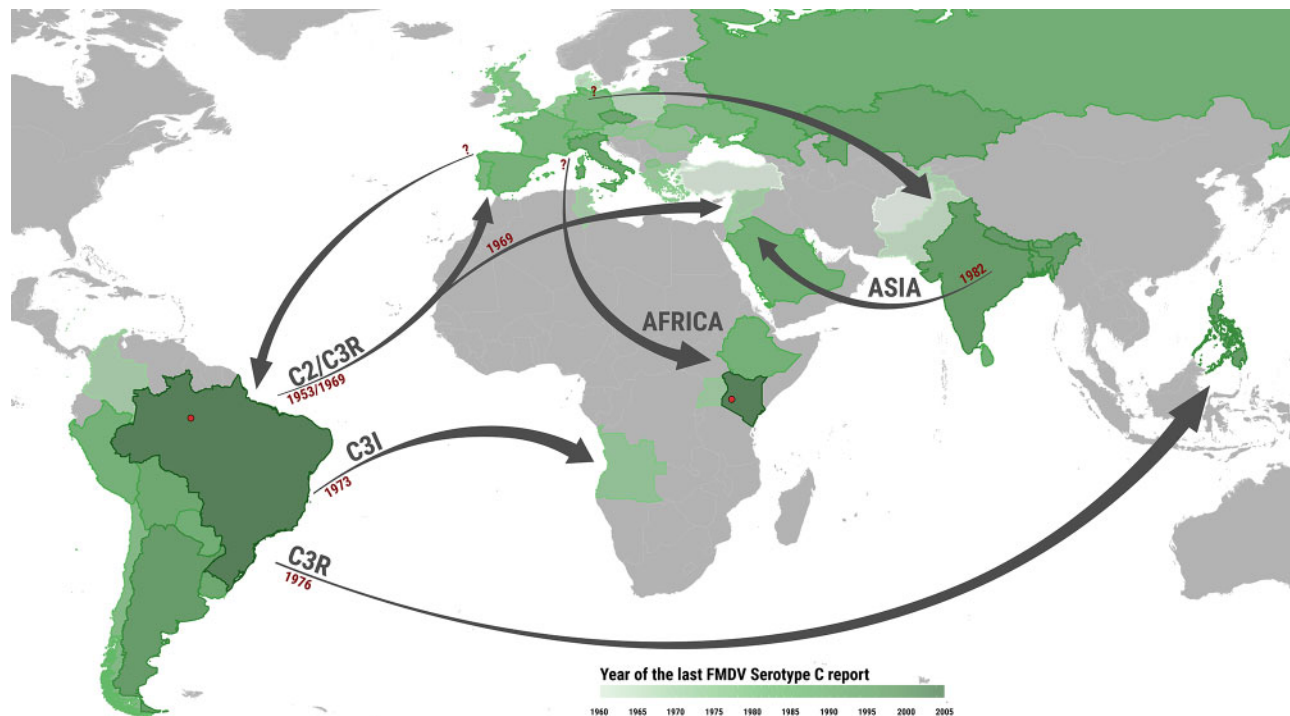 ?
?
?
1969
1982
ASIA
AFRICA
C2/C3R
1953/1969
C3I
1973
C3R
1976
Year of the last FMDV Serotype C report
1960 1965 1970 1975 1980 1985 1990 1995 2000 2005